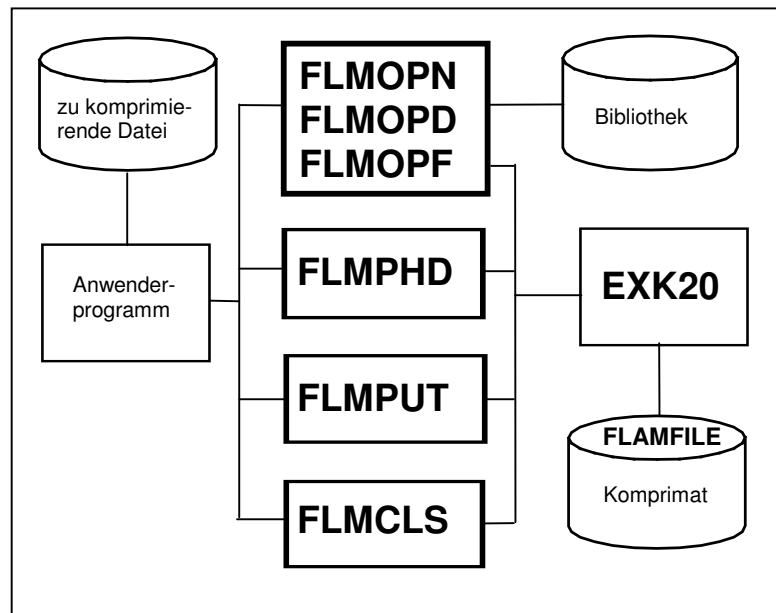 zu komprimie-
rende Datei
Anwender-
programm
FLMOPN
FLMOPD
FLMOPF
FLMPHD
FLMPUT
FLMCLS
Bibliothek
EXK20
FLAMFILE
Komprimat